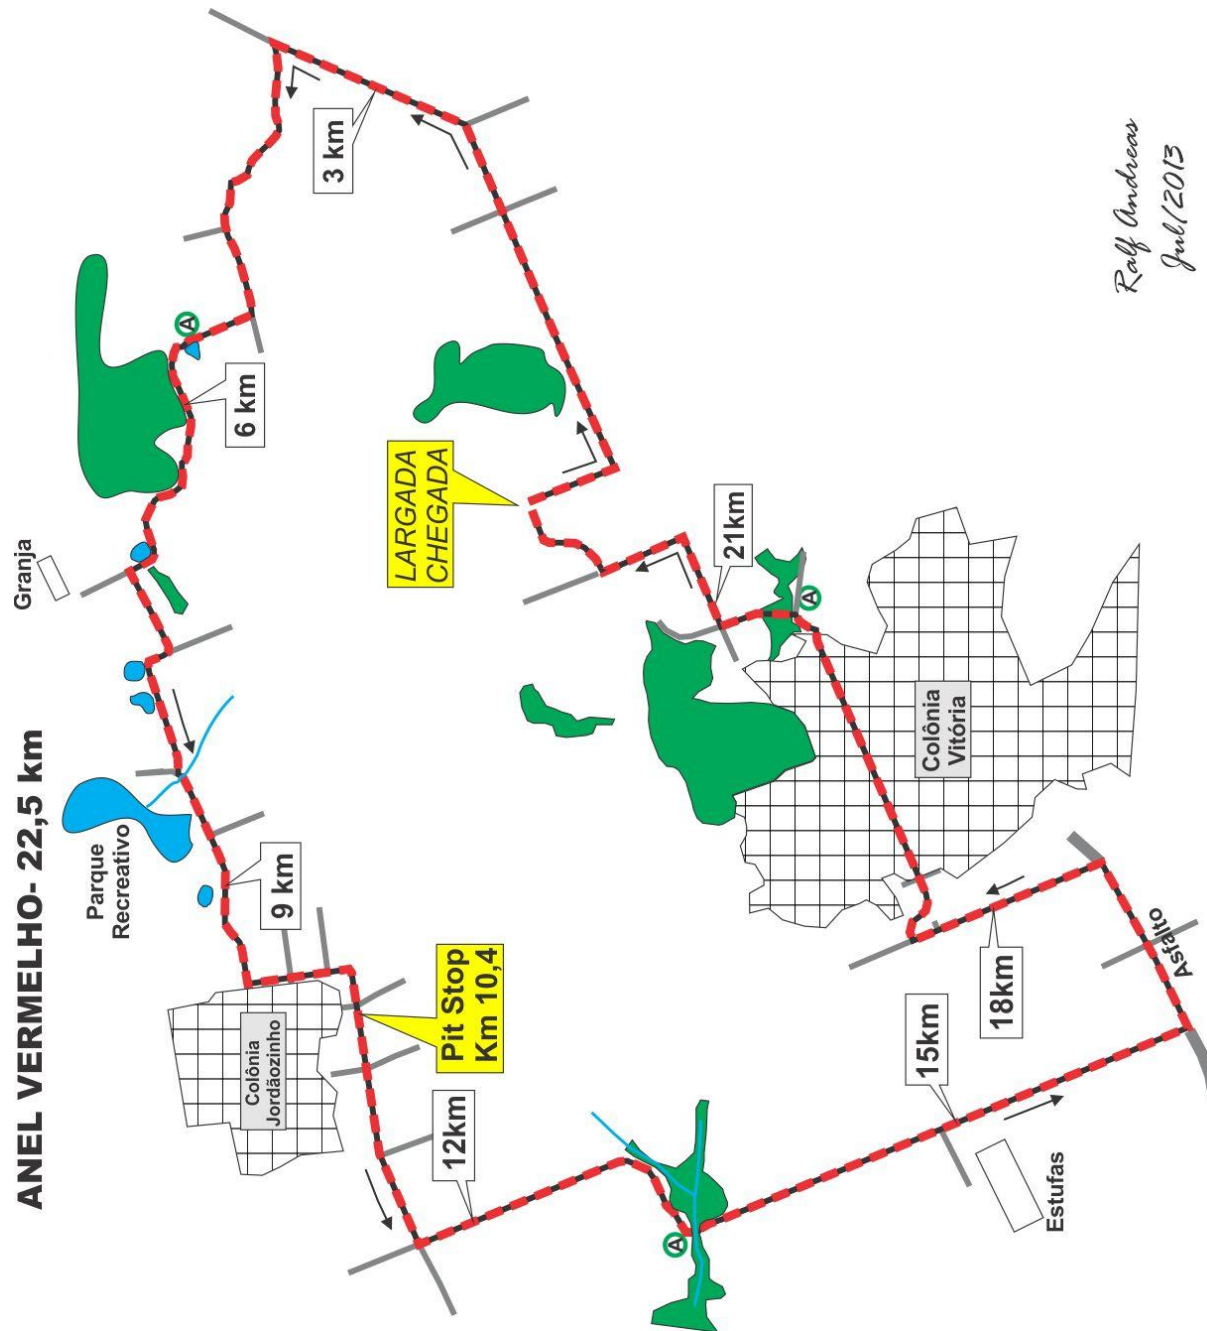 ANEL VERMELHO- 22,5 km
Granja
Parque
Recreativo
Colônia
Jordãozinho
9 km
6 km
A
3 km
Pit Stop
Km 10,4
12km
LARGADA
CHEGADA
A
21km
A
Colônia
Vitória
15km
18km
Estufas
Asfalto
Ralf Andreas
Jul/2013